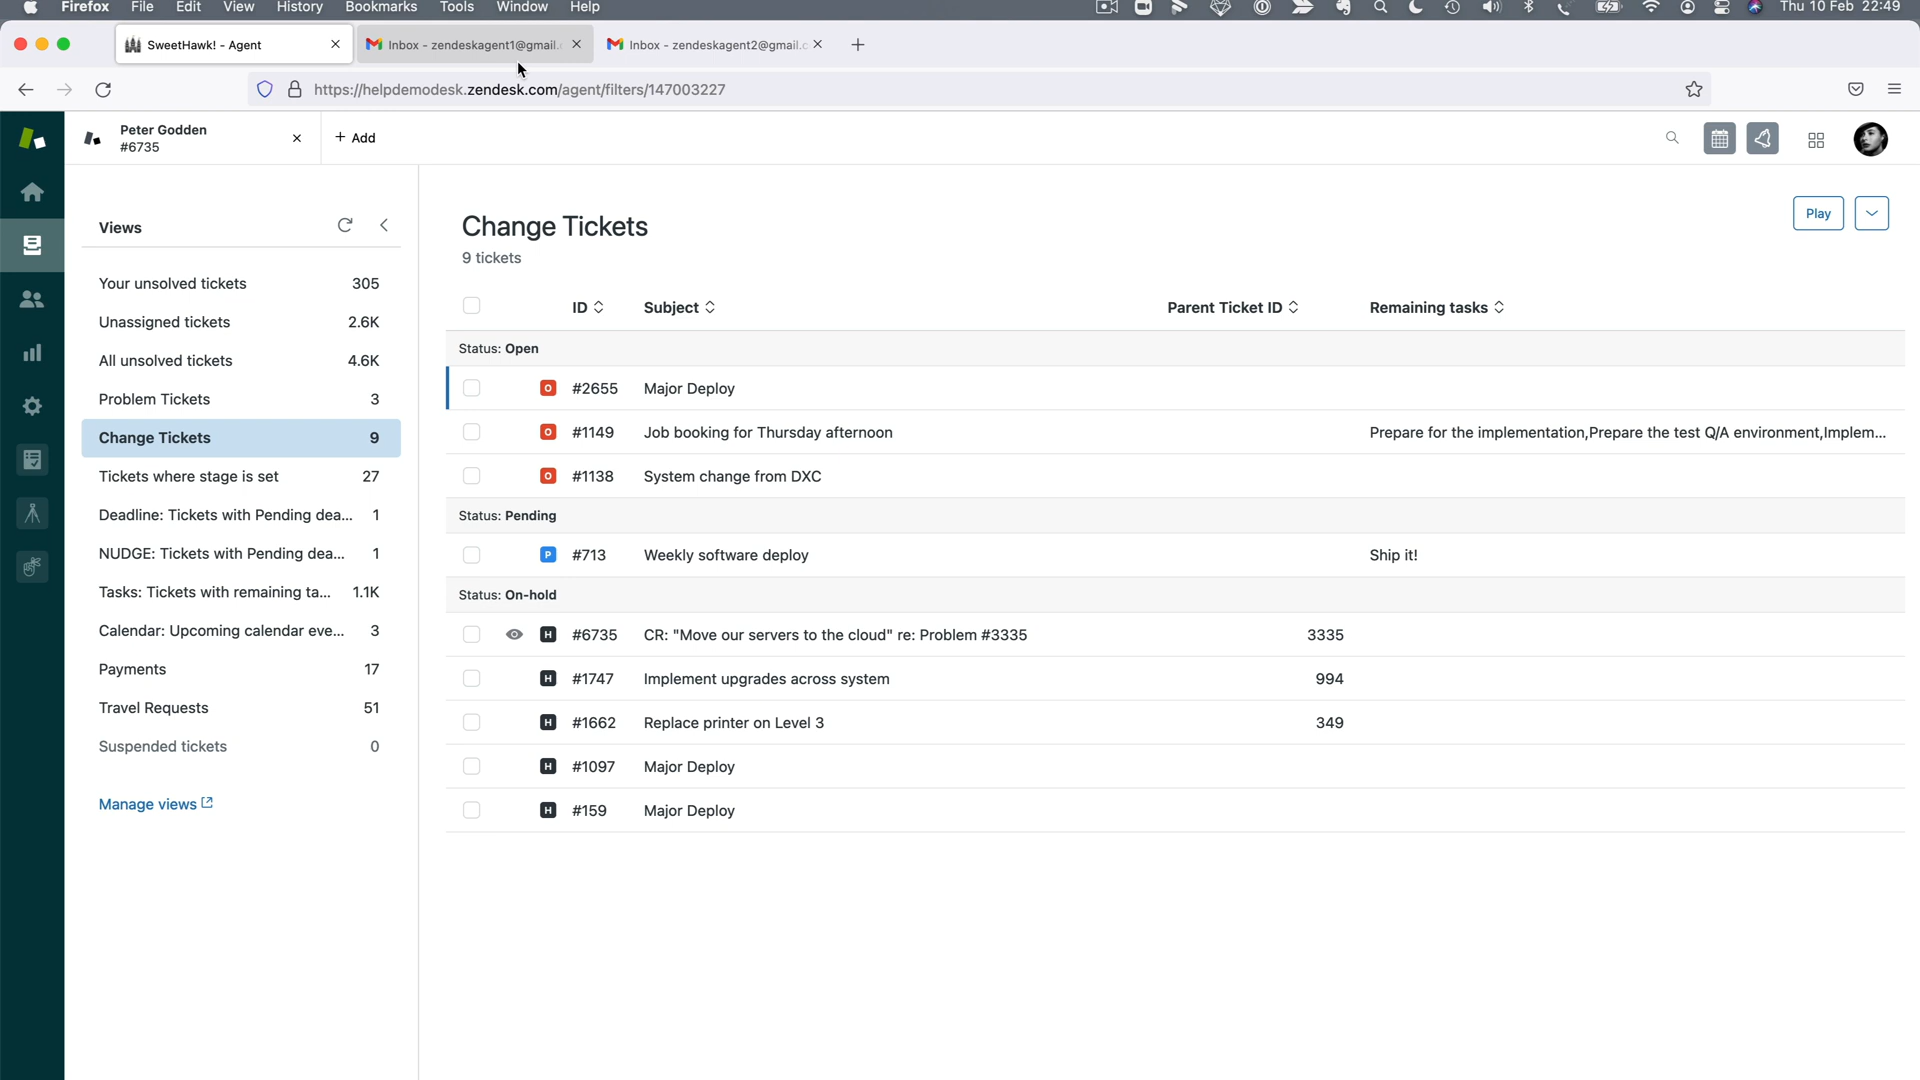 Firefox File Edit View History Bookmarks Tools Window Help Thu 10 Feb 22:49
SweetHawk! - Agent
Inbox - zendeskagent1@gmail.
Inbox - zendeskagent2@gmail.c
https://helpdemodesk.zendesk.com/agent/filters/147003227
Peter Godden
#6735
+ Add
Views
Your unsolved tickets 305
Unassigned tickets 2.6K
All unsolved tickets 4.6K
Problem Tickets 3
Change Tickets 9
Tickets where stage is set 27
Deadline: Tickets with Pending dea... 1
NUDGE: Tickets with Pending dea... 1
Tasks: Tickets with remaining ta... 1.1K
Calendar: Upcoming calendar eve... 3
Payments 17
Travel Requests 51
Suspended tickets 0
Manage views
Change Tickets
9 tickets
Play
ID Subject Parent Ticket ID Remaining tasks
Status: Open
O #2655 Major Deploy
O #1149 Job booking for Thursday afternoon Prepare for the implementation,Prepare the test Q/A environment,Implem...
O #1138 System change from DXC
Status: Pending
P #713 Weekly software deploy Ship it!
Status: On-hold
H #6735 CR: "Move our servers to the cloud" re: Problem #3335 3335
H #1747 Implement upgrades across system 994
H #1662 Replace printer on Level 3 349
H #1097 Major Deploy
H #159 Major Deploy